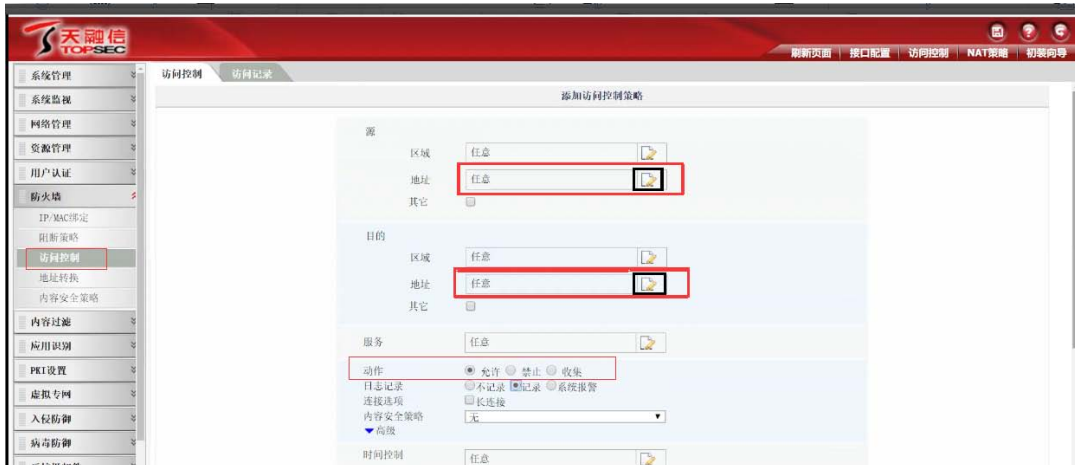 天融信
TOPSEC
刷新页面 接口配置 访问控制 NAT策略 初装向导
系统管理
系统监视
网络管理
资源管理
用户认证
防火墙
IP/MAC绑定
阻断策略
访问控制
地址转换
内容安全策略
内容过滤
应用识别
PKI设置
虚拟专网
入侵防御
病毒防御
访问控制 访问记录
添加访问控制策略
源
区域 任意
地址 任意
其它
目的
区域 任意
地址 任意
其它
服务 任意
动作 允许 禁止 收集
日志记录 不记录 记录 系统报警
连接选项 长连接
内容安全策略 无
高级
时间控制 任意